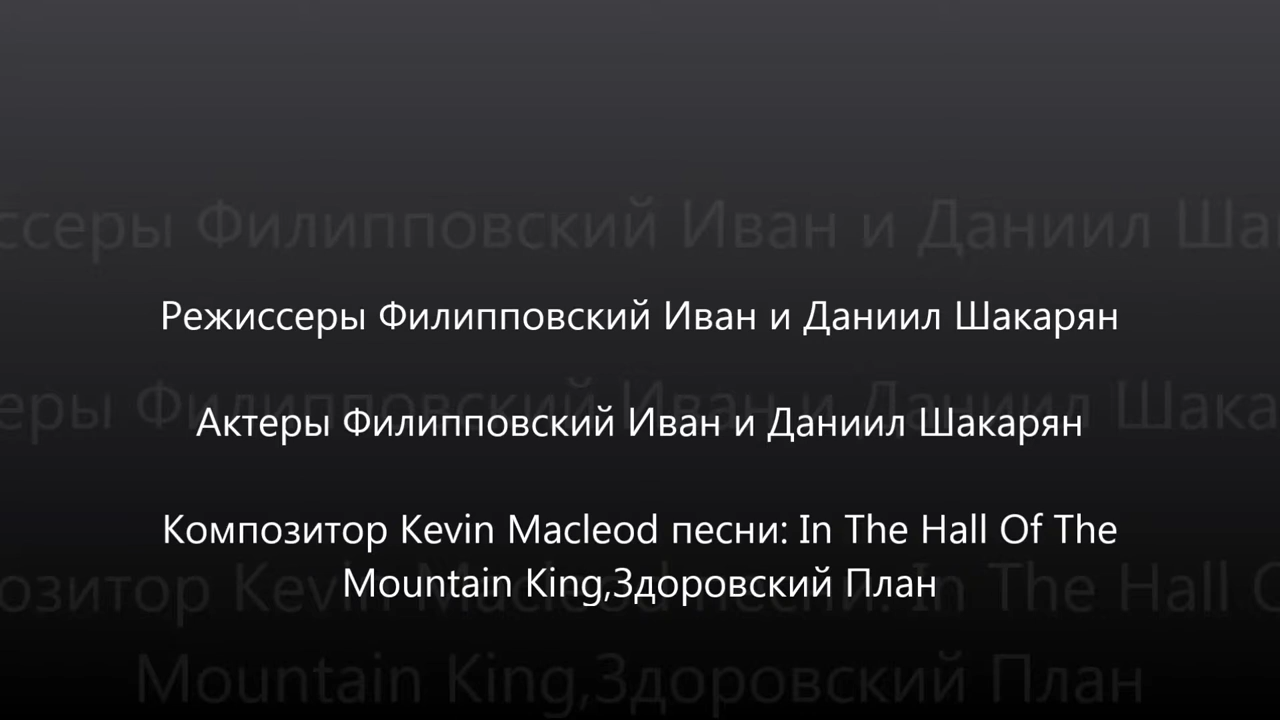 Режиссеры Филипповский Иван и Даниил Шакарян
Актеры Филипповский Иван и Даниил Шакарян
Композитор Kevin Macleod песни: In The Hall Of The
Mountain King,Здоровский План